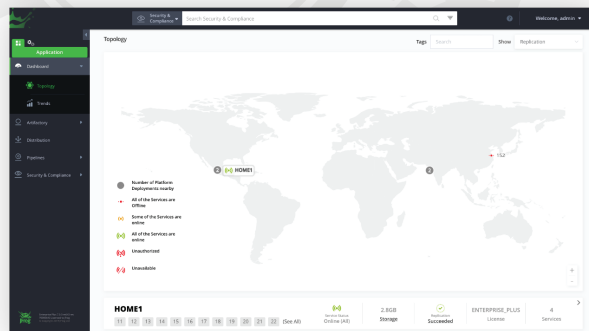 Security & Compliance
Search Security & Compliance
Welcome, admin
Application
Topology
Tags
Search
Show
Replication
Dashboard
Topology
Trends
Artifactory
Distribution
Pipelines
Security & Compliance
2
HOME1
2
Number of Platform
Deployments nearby
All of the Services are
Offline
Some of the Services are
online
All of the Services are
online
Unauthorised
Unavailable
HOME1
11 12 13 14 15 16 17 18 19 20 21 22 (See All)
Service Status
Online (All)
2.8GB
Storage
Replication
Succeeded
ENTERPRISE_PLUS
License
4
Services